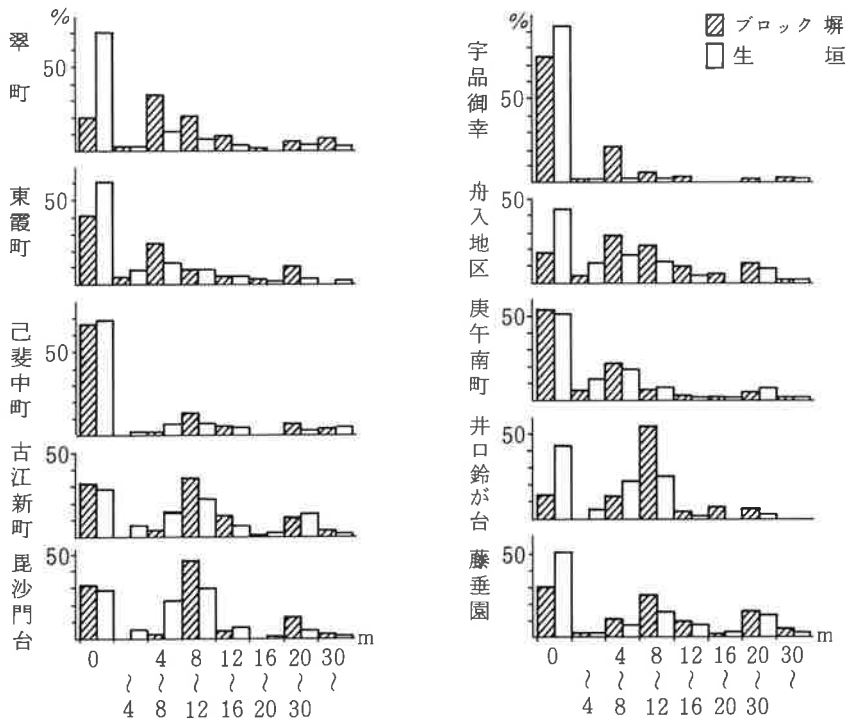 %
翠町
50
東霞町
50
己斐中町
50
古江新町
50
毘沙門台
50
m
0
〜4
4〜8
8〜12
12〜16
16〜20
20〜30
30〜
%
ブロック塀
生垣
宇品御幸
50
舟入地区
50
庚午南町
50
井口鈴が台
50
藤垂園
50
m
0
〜4
4〜8
8〜12
12〜16
16〜20
20〜30
30〜